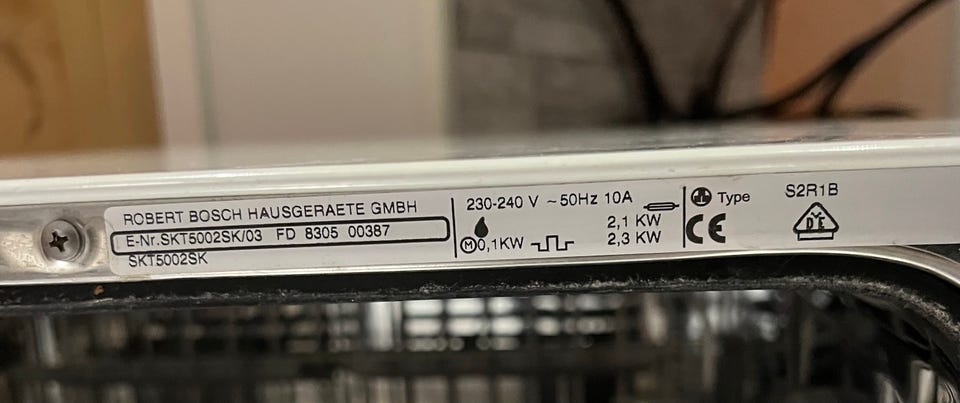 ROBERT BOSCH HAUSGERAETE GMBH
E-Nr.SKT5002SK/03 FD 8305 00387
SKT5002SK
230-240 V ~50Hz 10A
2,1 KW
M 0,1KW 2,3 KW
Type S2R1B
CE
DVE